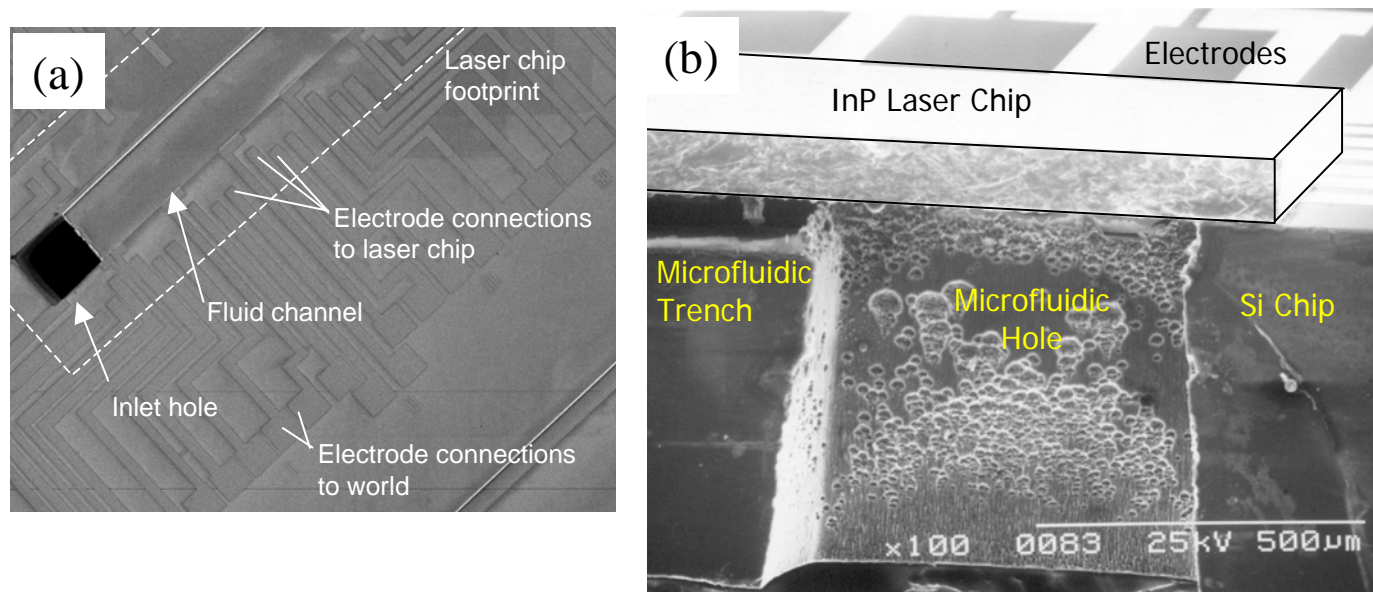 (a)
Laser chip
footprint
Electrode connections
to laser chip
Fluid channel
Inlet hole
Electrode connections
to world
(b)
Electrodes
InP Laser Chip
Microfluidic
Trench
Microfluidic
Hole
Si Chip
×100 0083 25kV 500µm